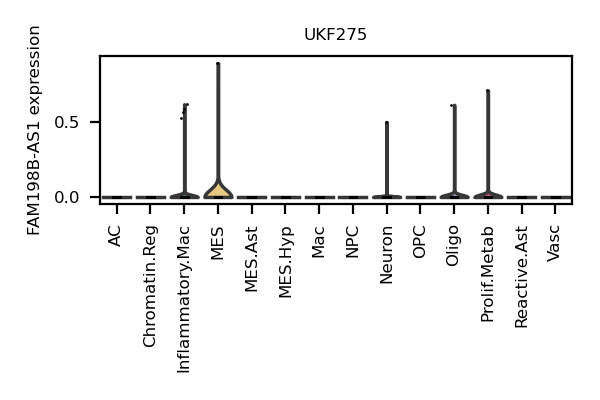 UKF275
FAM198B-AS1 expression
0.5
0.0
AC
Chromatin.Reg
Inflammatory.Mac
MES
MES.Ast
MES.Hyp
Mac
NPC
Neuron
OPC
Oligo
Prolif.Metab
Reactive.Ast
Vasc